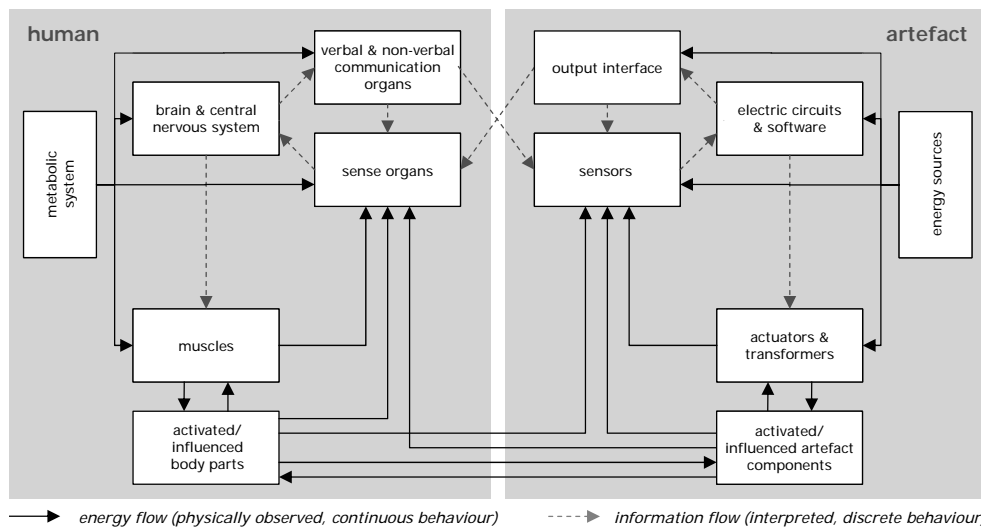 human
artefact
verbal & non-verbal
communication
organs
output interface
brain & central
nervous system
electric circuits
& software
metabolic
system
sense organs
sensors
energy sources
muscles
actuators &
transformers
activated/
influenced
body parts
activated/
influenced artefact
components
energy flow (physically observed, continuous behaviour)
information flow (interpreted, discrete behaviour